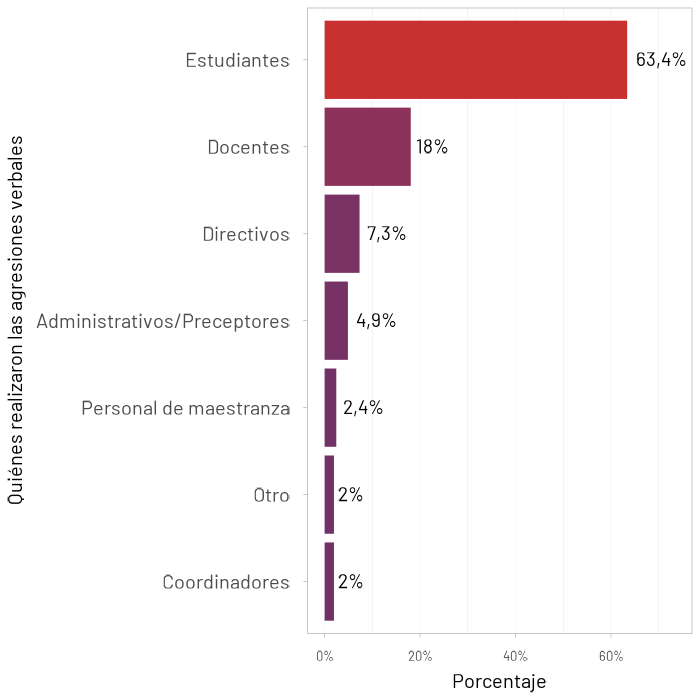 Quiénes realizaron las agresiones verbales
Estudiantes 63,4%
Docentes 18%
Directivos 7,3%
Administrativos/Preceptores 4,9%
Personal de maestranza 2,4%
Otro 2%
Coordinadores 2%
0% 20% 40% 60%
Porcentaje